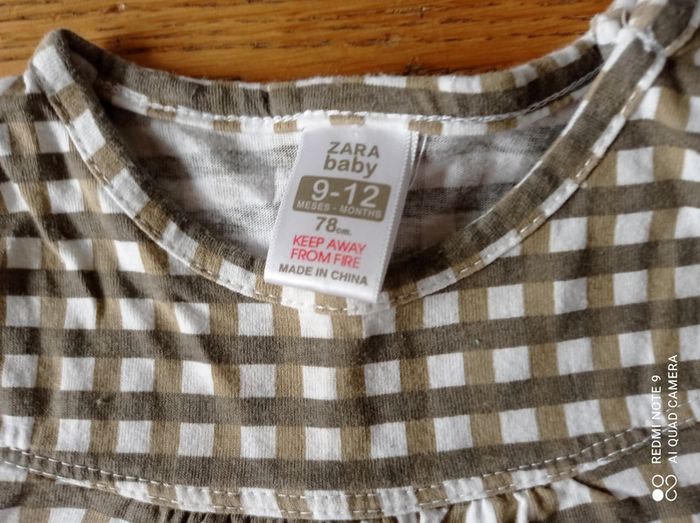 ZARA
baby
9-12
MESES - MONTHS
78cm.
KEEP AWAY
FROM FIRE
MADE IN CHINA
REDMI NOTE 9
AI QUAD CAMERA